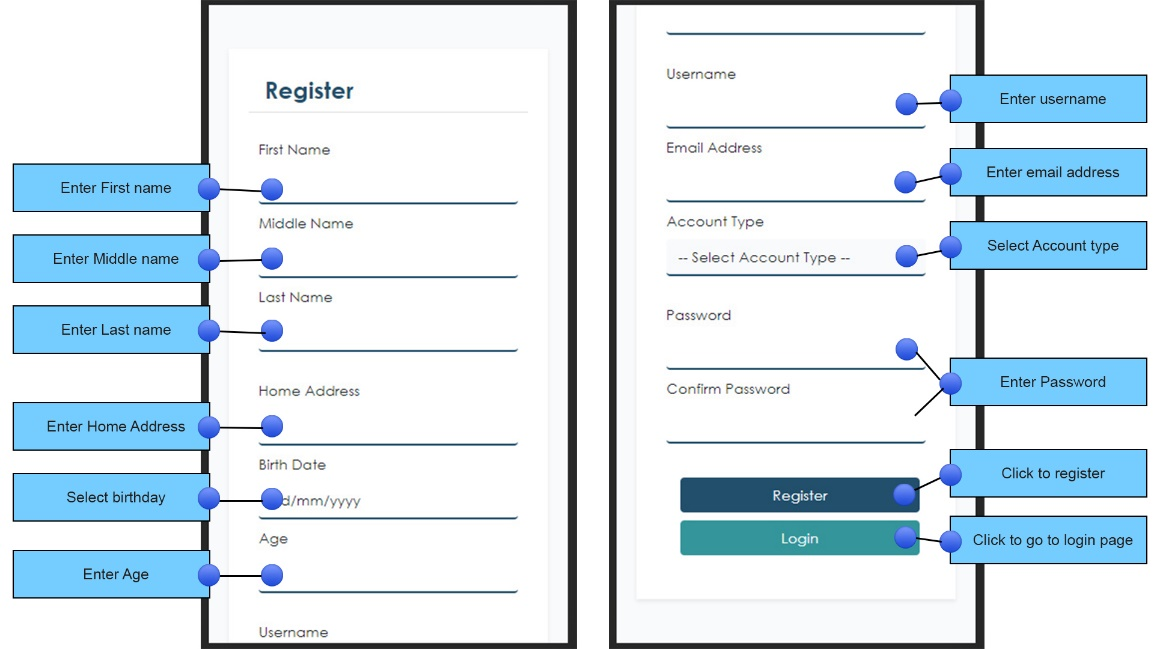 Register
First Name
Enter First name
Middle Name
Enter Middle name
Last Name
Enter Last name
Home Address
Enter Home Address
Birth Date
Select birthday
d/mm/yyyy
Age
Enter Age
Username
Username
Enter username
Email Address
Enter email address
Account Type
Select Account type
-- Select Account Type --
Password
Enter Password
Confirm Password
Click to register
Register
Login
Click to go to login page